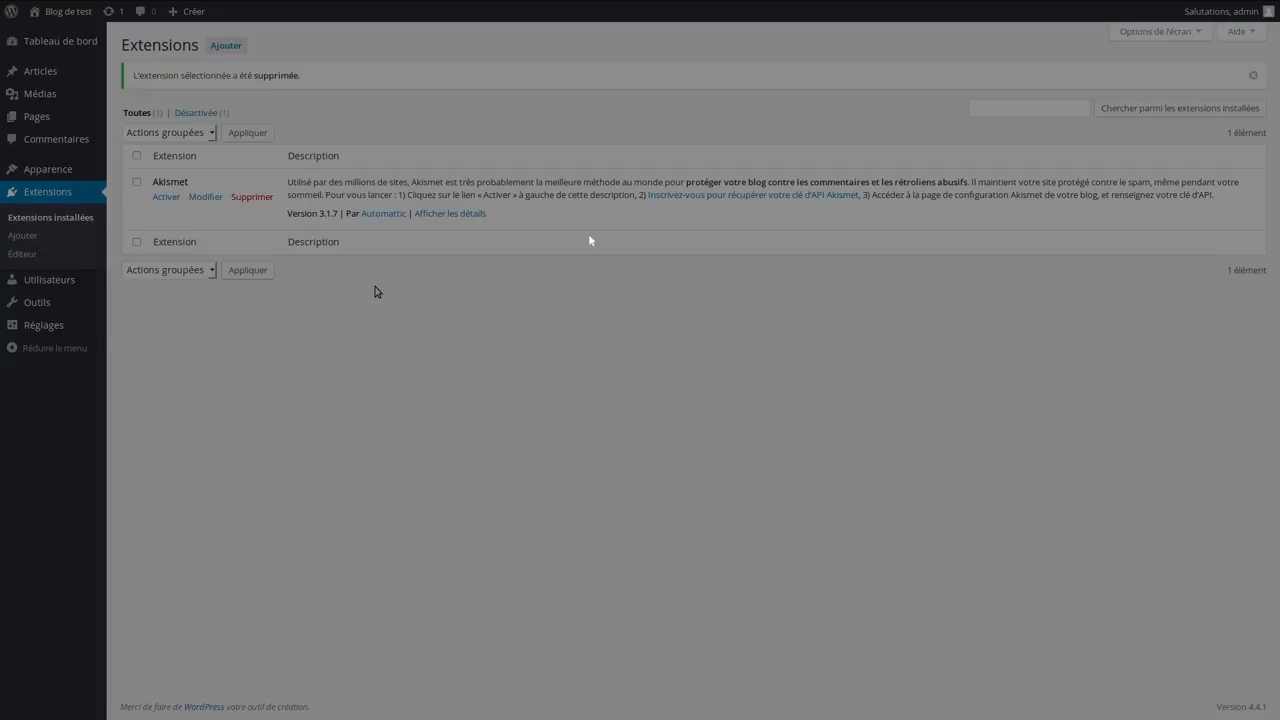 Blog de test 1 0 Créer Salutations, admin
Tableau de bord
Articles
Médias
Pages
Commentaires
Apparence
Extensions
Extensions installées
Ajouter
Éditeur
Utilisateurs
Outils
Réglages
Réduire le menu
Extensions Ajouter
Options de l'écran Aide
L'extension sélectionnée a été supprimée.
Toutes (1) | Désactivée (1)
Chercher parmi les extensions installées
Actions groupées Appliquer 1 élément
Extension Description
Akismet
Activer Modifier Supprimer
Utilisé par des millions de sites, Akismet est très probablement la meilleure méthode au monde pour protéger votre blog contre les commentaires et les rétroliens abusifs. Il maintient votre site protégé contre le spam, même pendant votre
sommeil. Pour vous lancer : 1) Cliquez sur le lien « Activer » à gauche de cette description, 2) Inscrivez-vous pour récupérer votre clé d'API Akismet, 3) Accédez à la page de configuration Akismet de votre blog, et renseignez votre clé d'API.
Version 3.1.7 | Par Automattic | Afficher les détails
Extension Description
Actions groupées Appliquer 1 élément
Merci de faire de WordPress votre outil de création. Version 4.4.1